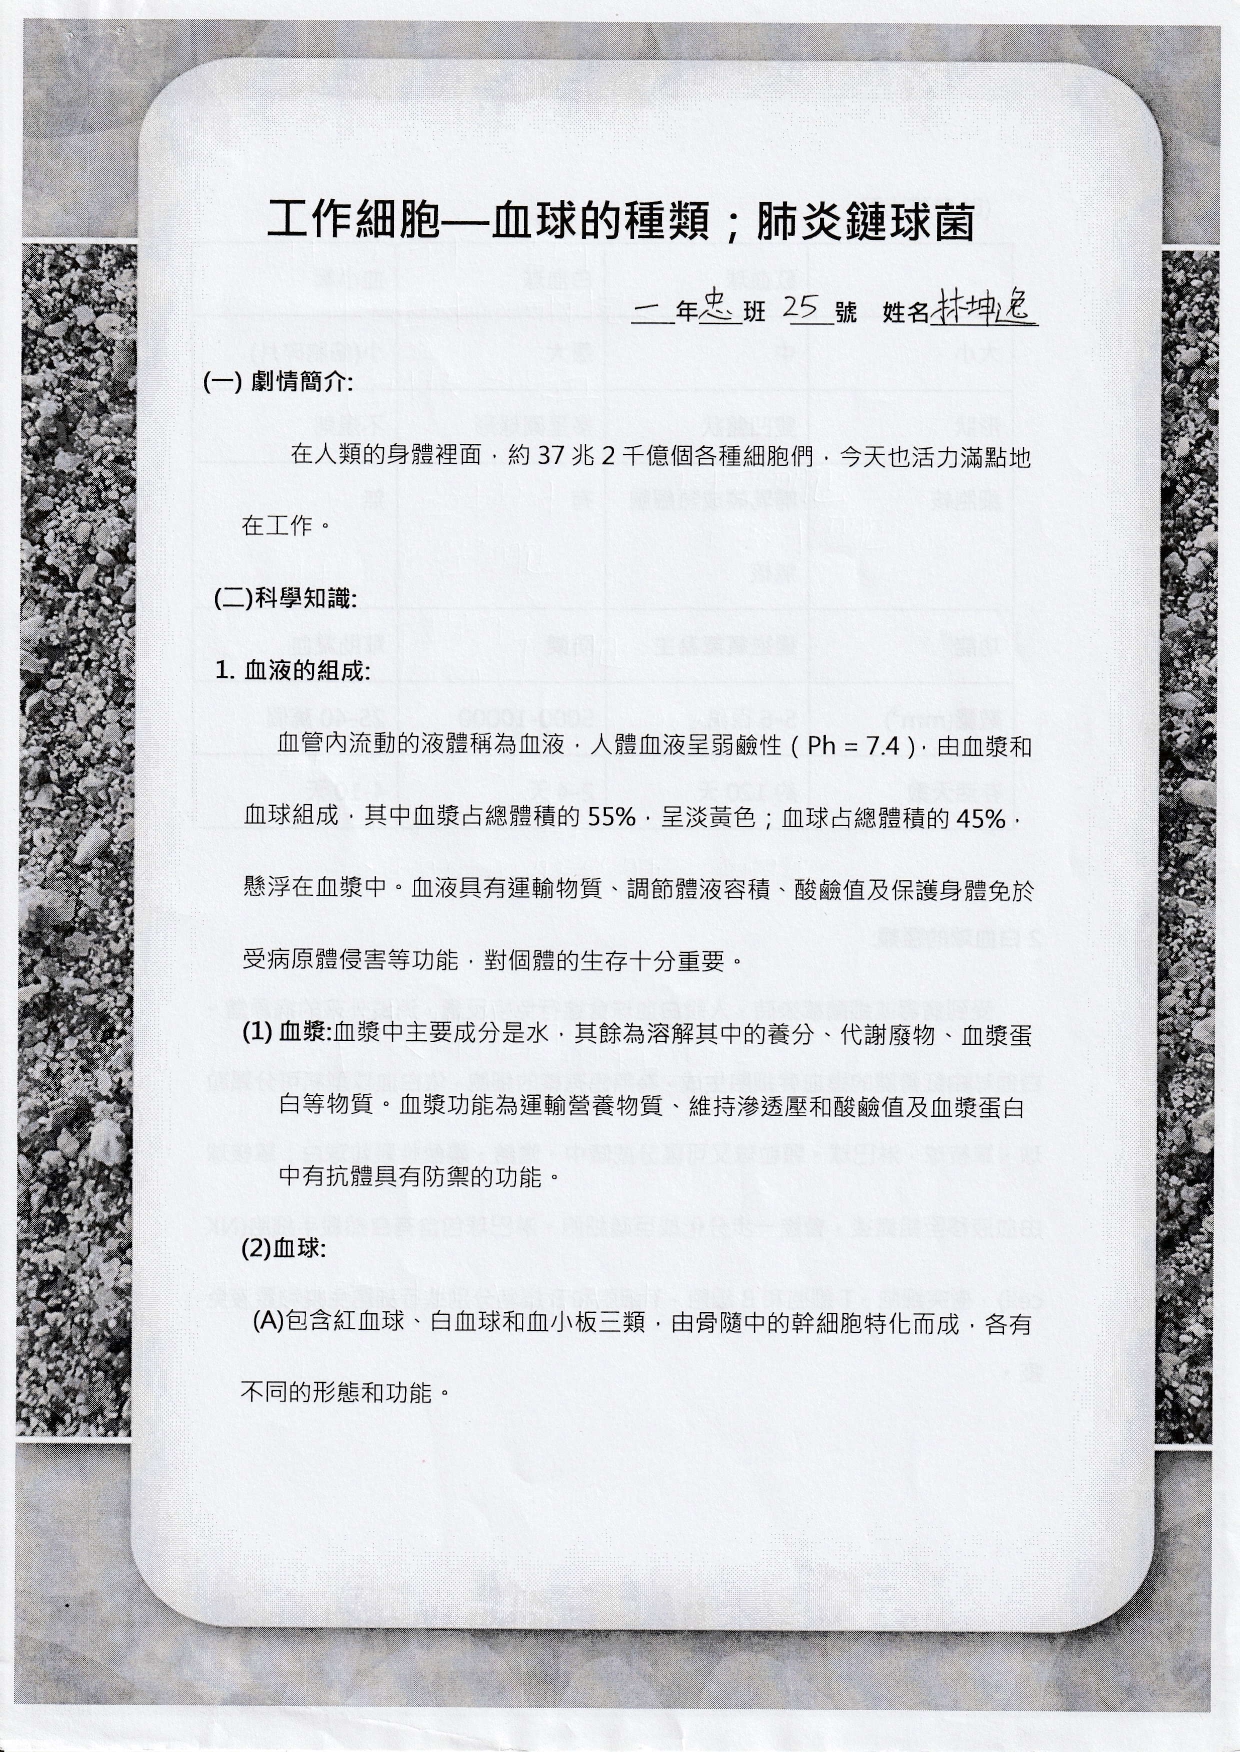 工作細胞—血球的種類；肺炎鏈球菌
一年忠班 25號 姓名林坤逸
(一) 劇情簡介:
在人類的身體裡面，約 37 兆 2 千億個各種細胞們，今天也活力滿點地
在工作。
(二)科學知識:
1. 血液的組成:
血管內流動的液體稱為血液，人體血液呈弱鹼性 ( Ph = 7.4 )，由血漿和
血球組成，其中血漿占總體積的 55%，呈淡黃色；血球占總體積的 45%，
懸浮在血漿中。血液具有運輸物質、調節體液容積、酸鹼值及保護身體免於
受病原體侵害等功能，對個體的生存十分重要。
(1) 血漿:血漿中主要成分是水，其餘為溶解其中的養分、代謝廢物、血漿蛋
白等物質。血漿功能為運輸營養物質、維持滲透壓和酸鹼值及血漿蛋白
中有抗體具有防禦的功能。
(2)血球:
(A)包含紅血球、白血球和血小板三類，由骨隨中的幹細胞特化而成，各有
不同的形態和功能。